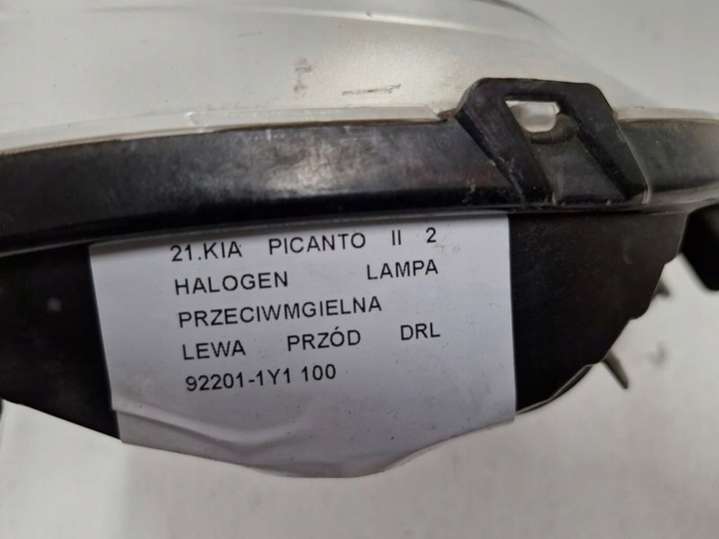 21.KIA PICANTO II 2
HALOGEN LAMPA
PRZECIWMGIELNA
LEWA PRZÓD DRL
92201-1Y1 100